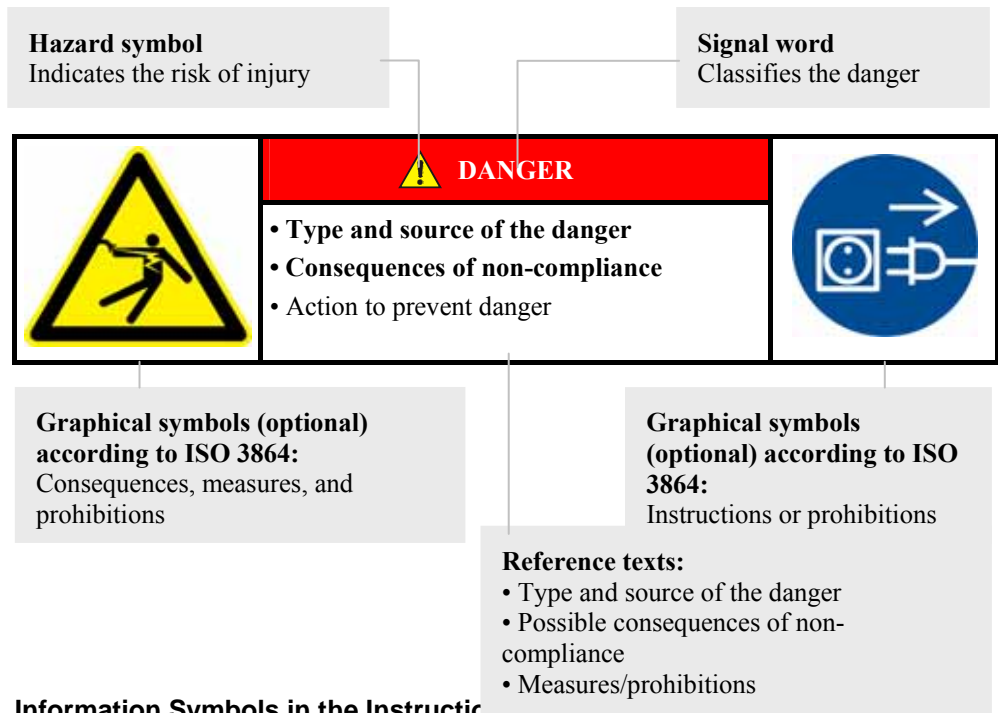 Hazard symbol
Indicates the risk of injury
Signal word
Classifies the danger
DANGER
• Type and source of the danger
• Consequences of non-compliance
• Action to prevent danger
Graphical symbols (optional)
according to ISO 3864:
Consequences, measures, and
prohibitions
Graphical symbols
(optional) according to ISO
3864:
Instructions or prohibitions
Reference texts:
• Type and source of the danger
• Possible consequences of non-
compliance
• Measures/prohibitions
Information Symbols in the